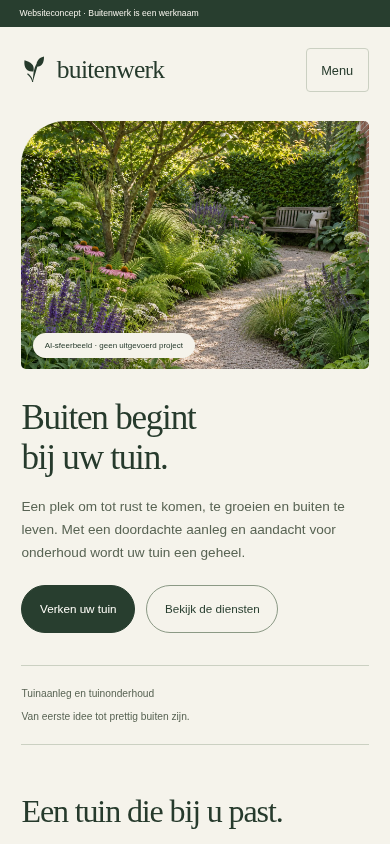 Websiteconcept · Buitenwerk is een werknaam
buitenwerk
Menu
AI-sfeerbeeld · geen uitgevoerd project
Buiten begint
bij uw tuin.
Een plek om tot rust te komen, te groeien en buiten te
leven. Met een doordachte aanleg en aandacht voor
onderhoud wordt uw tuin een geheel.
Verken uw tuin
Bekijk de diensten
Tuinaanleg en tuinonderhoud
Van eerste idee tot prettig buiten zijn.
Een tuin die bij u past.